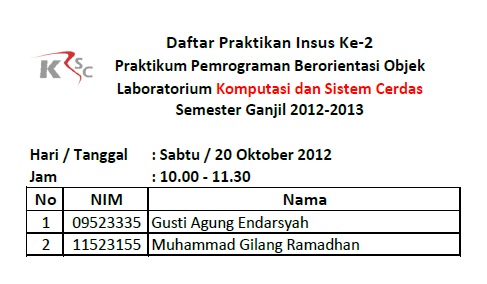 Daftar Praktikan Insus Ke-2
KSC
Praktikum Pemrograman Berorientasi Objek
Laboratorium Komputasi dan Sistem Cerdas
Semester Ganjil 2012-2013
Hari / Tanggal : Sabtu / 20 Oktober 2012
Jam : 10.00 - 11.30
No NIM Nama
1 09523335 Gusti Agung Endarsyah
2 11523155 Muhammad Gilang Ramadhan